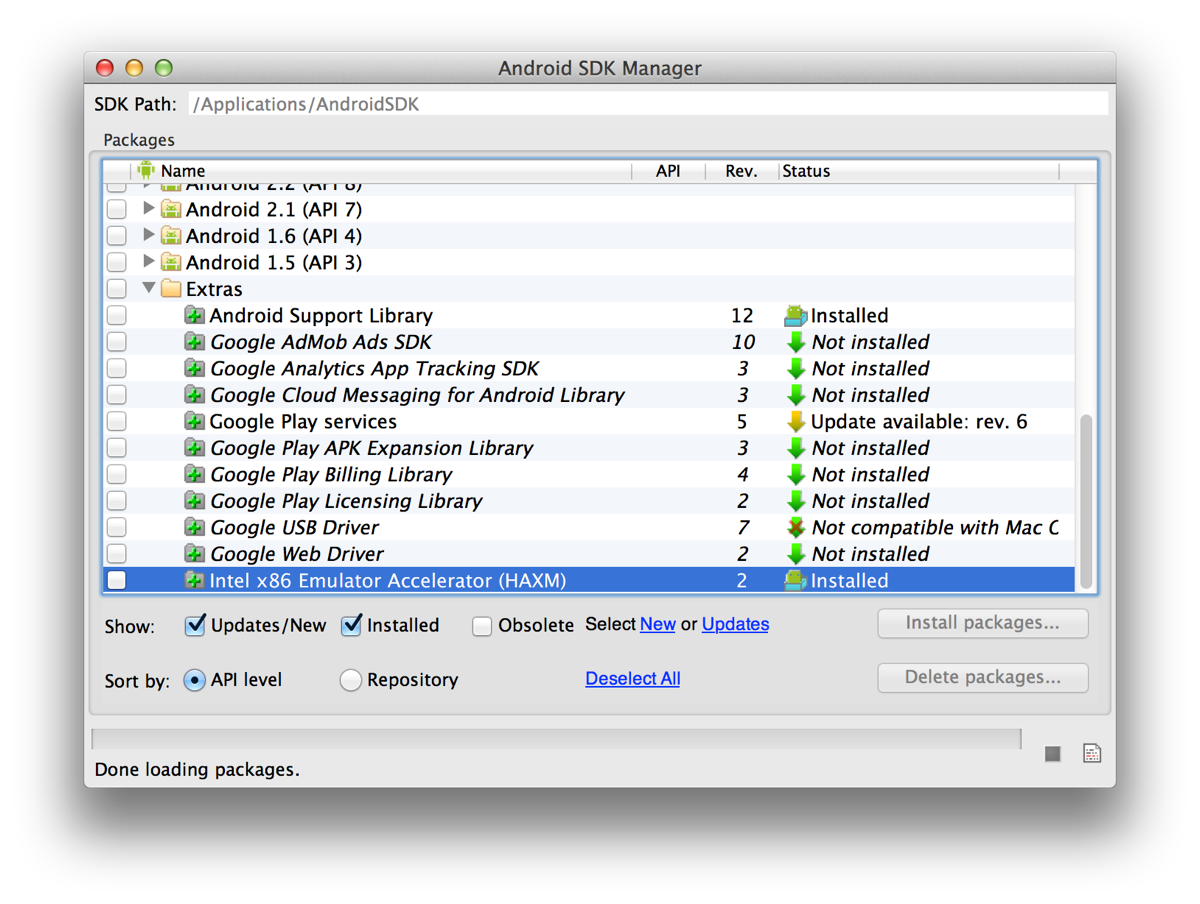 Android SDK Manager
SDK Path: /Applications/AndroidSDK
Packages
Name API Rev. Status
Android 2.2 (API 8)
Android 2.1 (API 7)
Android 1.6 (API 4)
Android 1.5 (API 3)
Extras
Android Support Library 12 Installed
Google AdMob Ads SDK 10 Not installed
Google Analytics App Tracking SDK 3 Not installed
Google Cloud Messaging for Android Library 3 Not installed
Google Play services 5 Update available: rev. 6
Google Play APK Expansion Library 3 Not installed
Google Play Billing Library 4 Not installed
Google Play Licensing Library 2 Not installed
Google USB Driver 7 Not compatible with Mac O
Google Web Driver 2 Not installed
Intel x86 Emulator Accelerator (HAXM) 2 Installed
Show: Updates/New Installed Obsolete Select New or Updates Install packages...
Sort by: API level Repository Deselect All Delete packages...
Done loading packages.